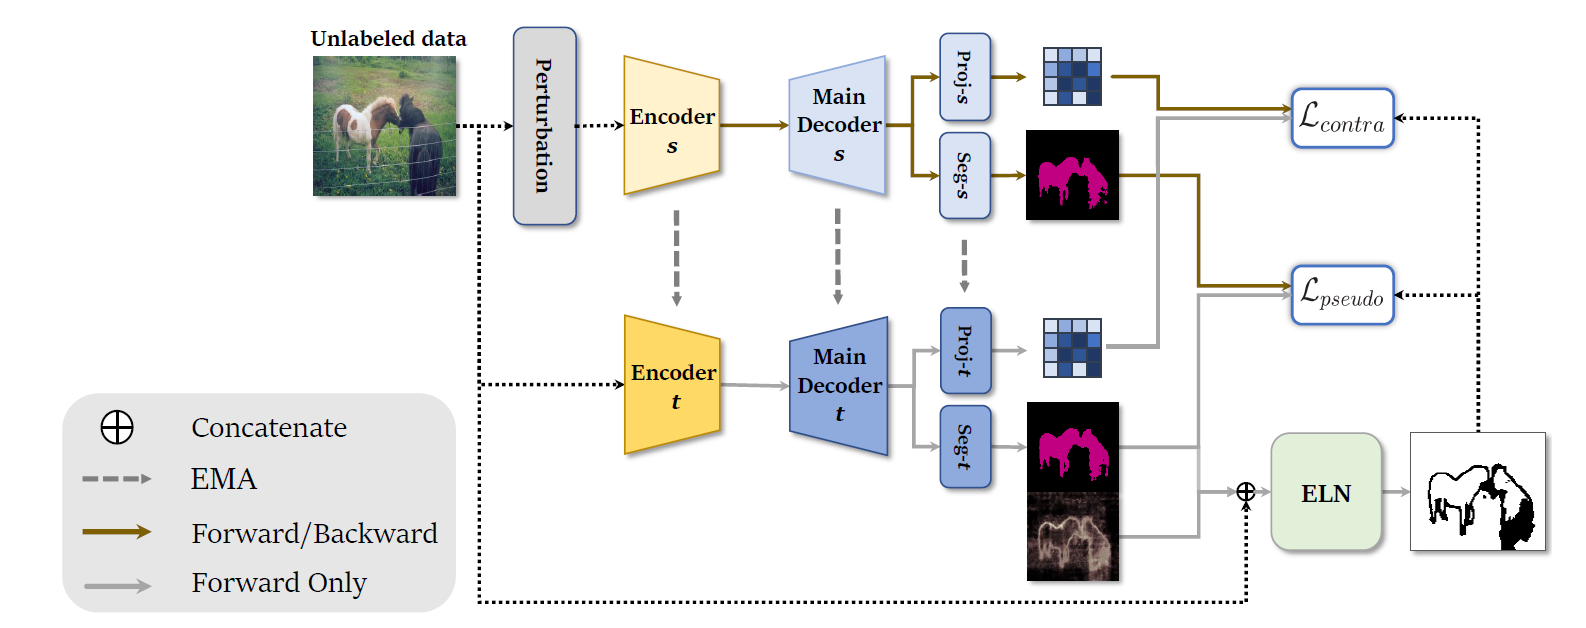 Unlabeled data
Perturbation
Encoder
s
Main
Decoder
s
Proj-s
Seg-s
ℒcontra
ℒpseudo
Encoder
t
Main
Decoder
t
Proj-t
Seg-t
ELN
Concatenate
EMA
Forward/Backward
Forward Only